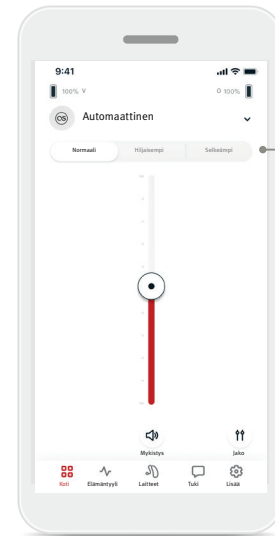 9:41
100% V
O 100%
Automaattinen
Normaali Hiljaisempi Selkeämpi
Mykistys
Jako
Koti Elämäntyyli Laitteet Tuki Lisää